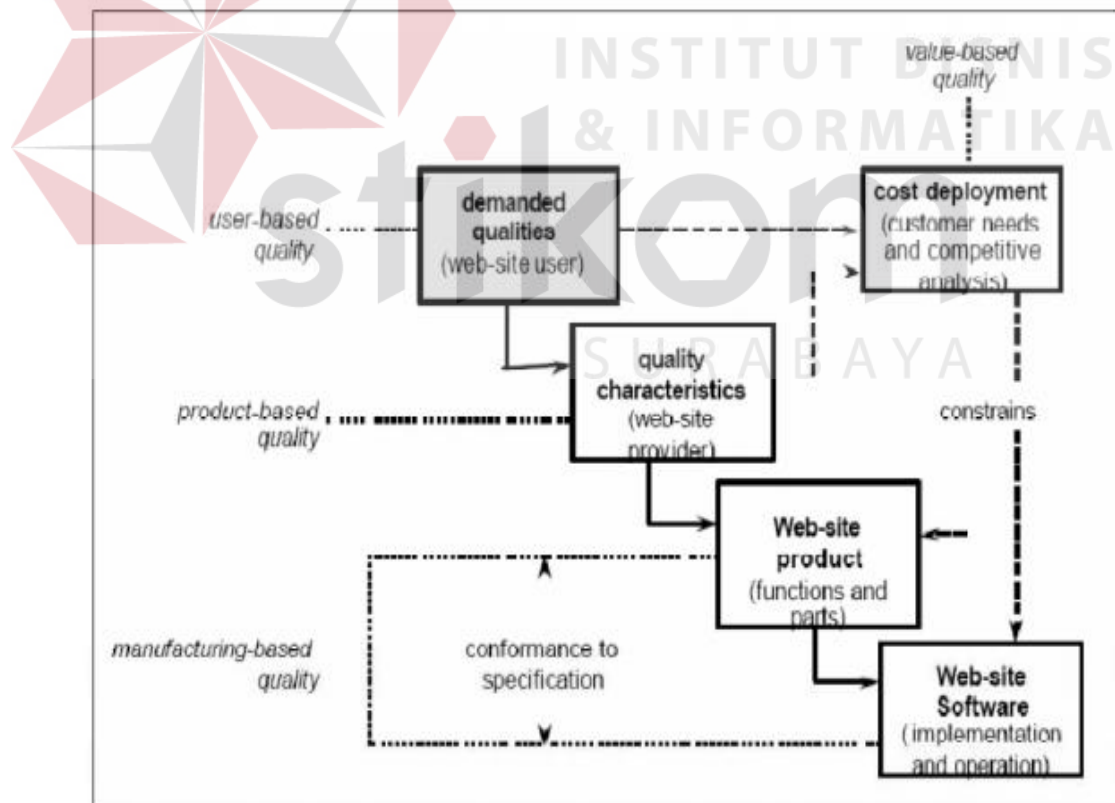 INSTITUT BISNIS
& INFORMATIKA
stikom
SURABAYA
value-based
quality
user-based
quality
demanded
qualities
(web-site user)
cost deployment
(customer needs
and competitive
analysis)
product-based
quality
quality
characteristics
(web-site
provider)
constrains
Web-site
product
(functions and
parts)
manufacturing-based
quality
conformance to
specification
Web-site
Software
(implementation
and operation)